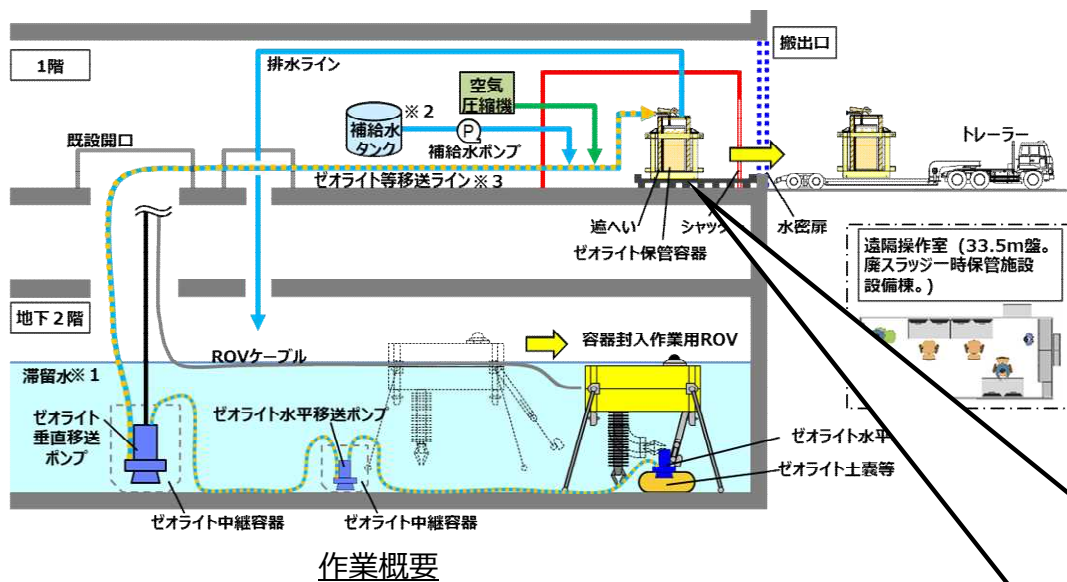 搬出口
1階
排水ライン
空気
圧縮機
※2
補給水
タンク
P
補給水ポンプ
トレーラー
既設開口
ゼオライト等移送ライン※3
遮へい
シャッター
水密扉
ゼオライト保管容器
遠隔操作室（33.5m盤。
廃スラッジ一時保管施設
設備棟。)
地下2階
ROVケーブル
容器封入作業用ROV
滞留水※1
ゼオライト
垂直移送
ポンプ
ゼオライト水平移送ポンプ
ゼオライト水平
ゼオライト土嚢等
ゼオライト中継容器
ゼオライト中継容器
作業概要